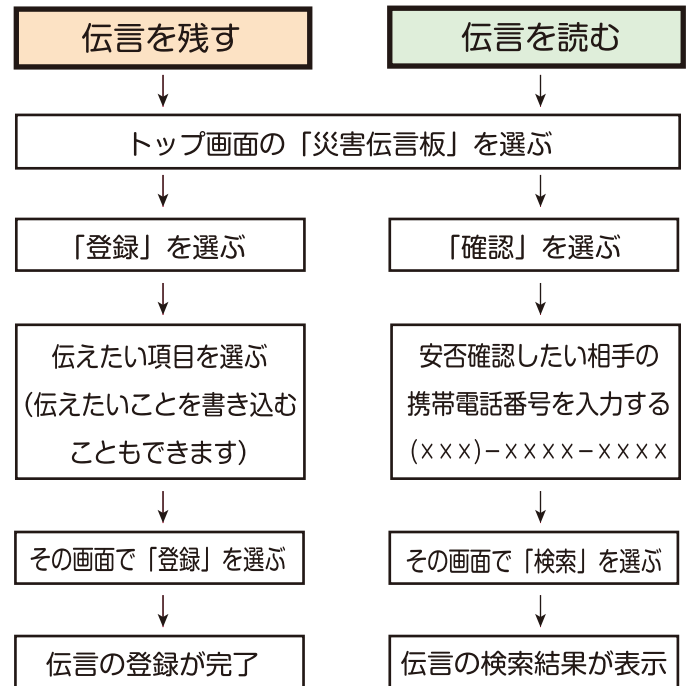 伝言を残す
伝言を読む
トップ画面の「災害伝言板」を選ぶ
「登録」を選ぶ
「確認」を選ぶ
伝えたい項目を選ぶ
(伝えたいことを書き込む
こともできます)
安否確認したい相手の
携帯電話番号を入力する
(×××)−××××−××××
その画面で「登録」を選ぶ
その画面で「検索」を選ぶ
伝言の登録が完了
伝言の検索結果が表示